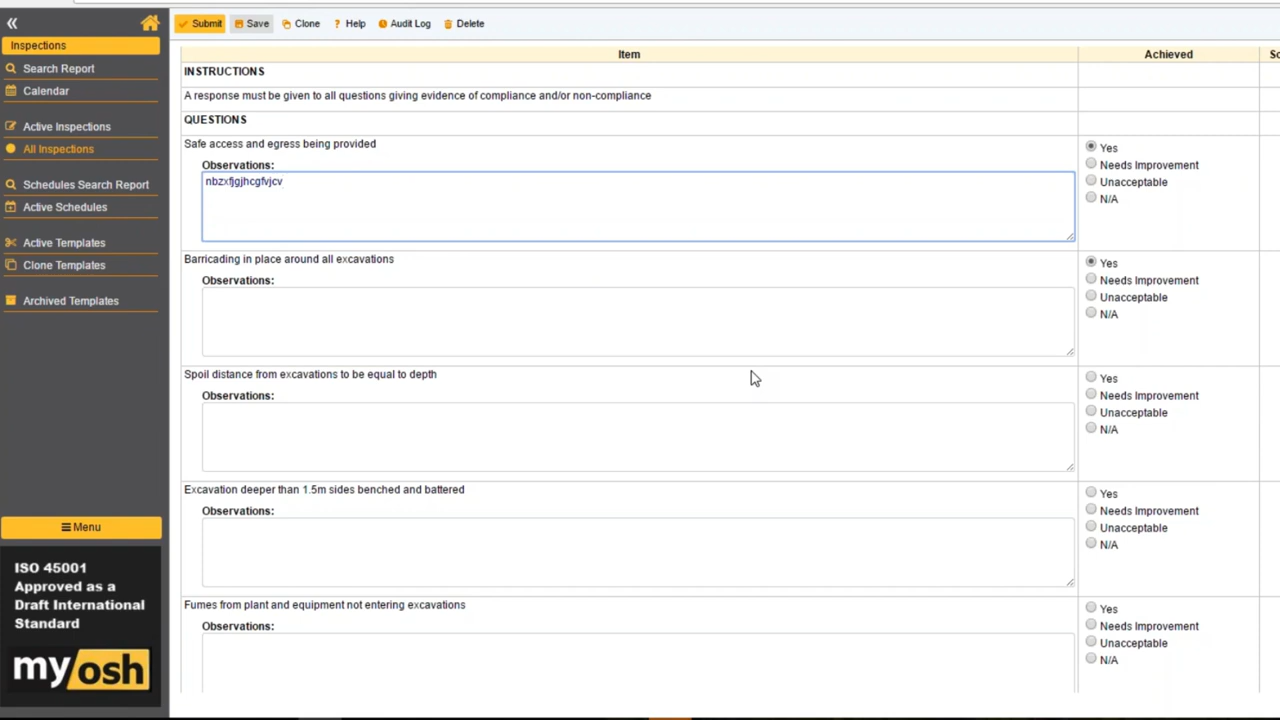 Submit Save Clone Help Audit Log Delete
Inspections
Search Report
Calendar
Active Inspections
All Inspections
Schedules Search Report
Active Schedules
Active Templates
Clone Templates
Archived Templates
Menu
ISO 45001
Approved as a
Draft International
Standard
myosh
Item Achieved Sc
INSTRUCTIONS
A response must be given to all questions giving evidence of compliance and/or non-compliance
QUESTIONS
Safe access and egress being provided
Observations:
nbzxfjgjhcgfvjcv
Yes
Needs Improvement
Unacceptable
N/A
Barricading in place around all excavations
Observations:
Yes
Needs Improvement
Unacceptable
N/A
Spoil distance from excavations to be equal to depth
Observations:
Yes
Needs Improvement
Unacceptable
N/A
Excavation deeper than 1.5m sides benched and battered
Observations:
Yes
Needs Improvement
Unacceptable
N/A
Fumes from plant and equipment not entering excavations
Observations:
Yes
Needs Improvement
Unacceptable
N/A